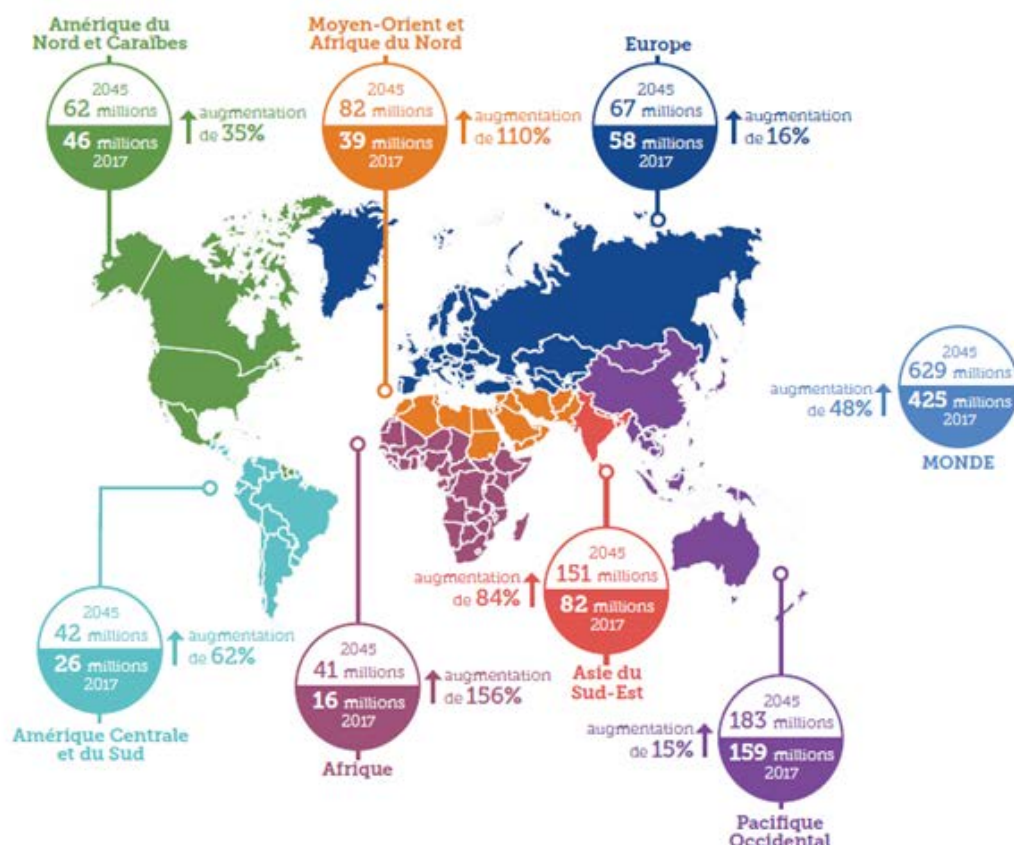 Amérique du
Nord et Caraïbes
2045
62 millions
46 millions
2017
augmentation
de 35%
Moyen-Orient et
Afrique du Nord
2045
82 millions
39 millions
2017
augmentation
de 110%
Europe
2045
67 millions
58 millions
2017
augmentation
de 16%
augmentation
de 48%
2045
629 millions
425 millions
2017
MONDE
2045
42 millions
26 millions
2017
augmentation
de 62%
Amérique Centrale
et du Sud
2045
41 millions
16 millions
2017
augmentation
de 156%
Afrique
augmentation
de 84%
2045
151 millions
82 millions
2017
Asie du
Sud-Est
augmentation
de 15%
2045
183 millions
159 millions
2017
Pacifique
Occidental